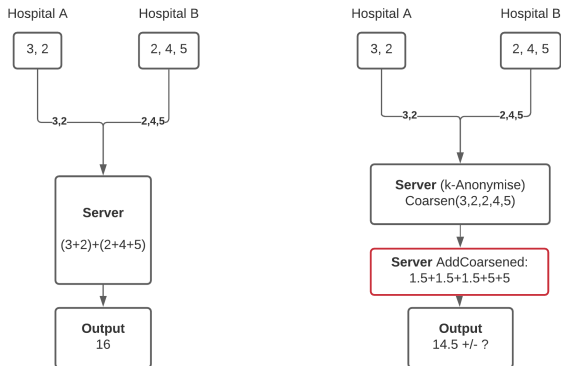 Hospital A
Hospital B
3, 2
2, 4, 5
3,2
2,4,5
Server
(3+2)+(2+4+5)
Output
16
Hospital A
Hospital B
3, 2
2, 4, 5
3,2
2,4,5
Server (k-Anonymise)
Coarsen(3,2,2,4,5)
Server AddCoarsened:
1.5+1.5+1.5+5+5
Output
14.5 +/- ?